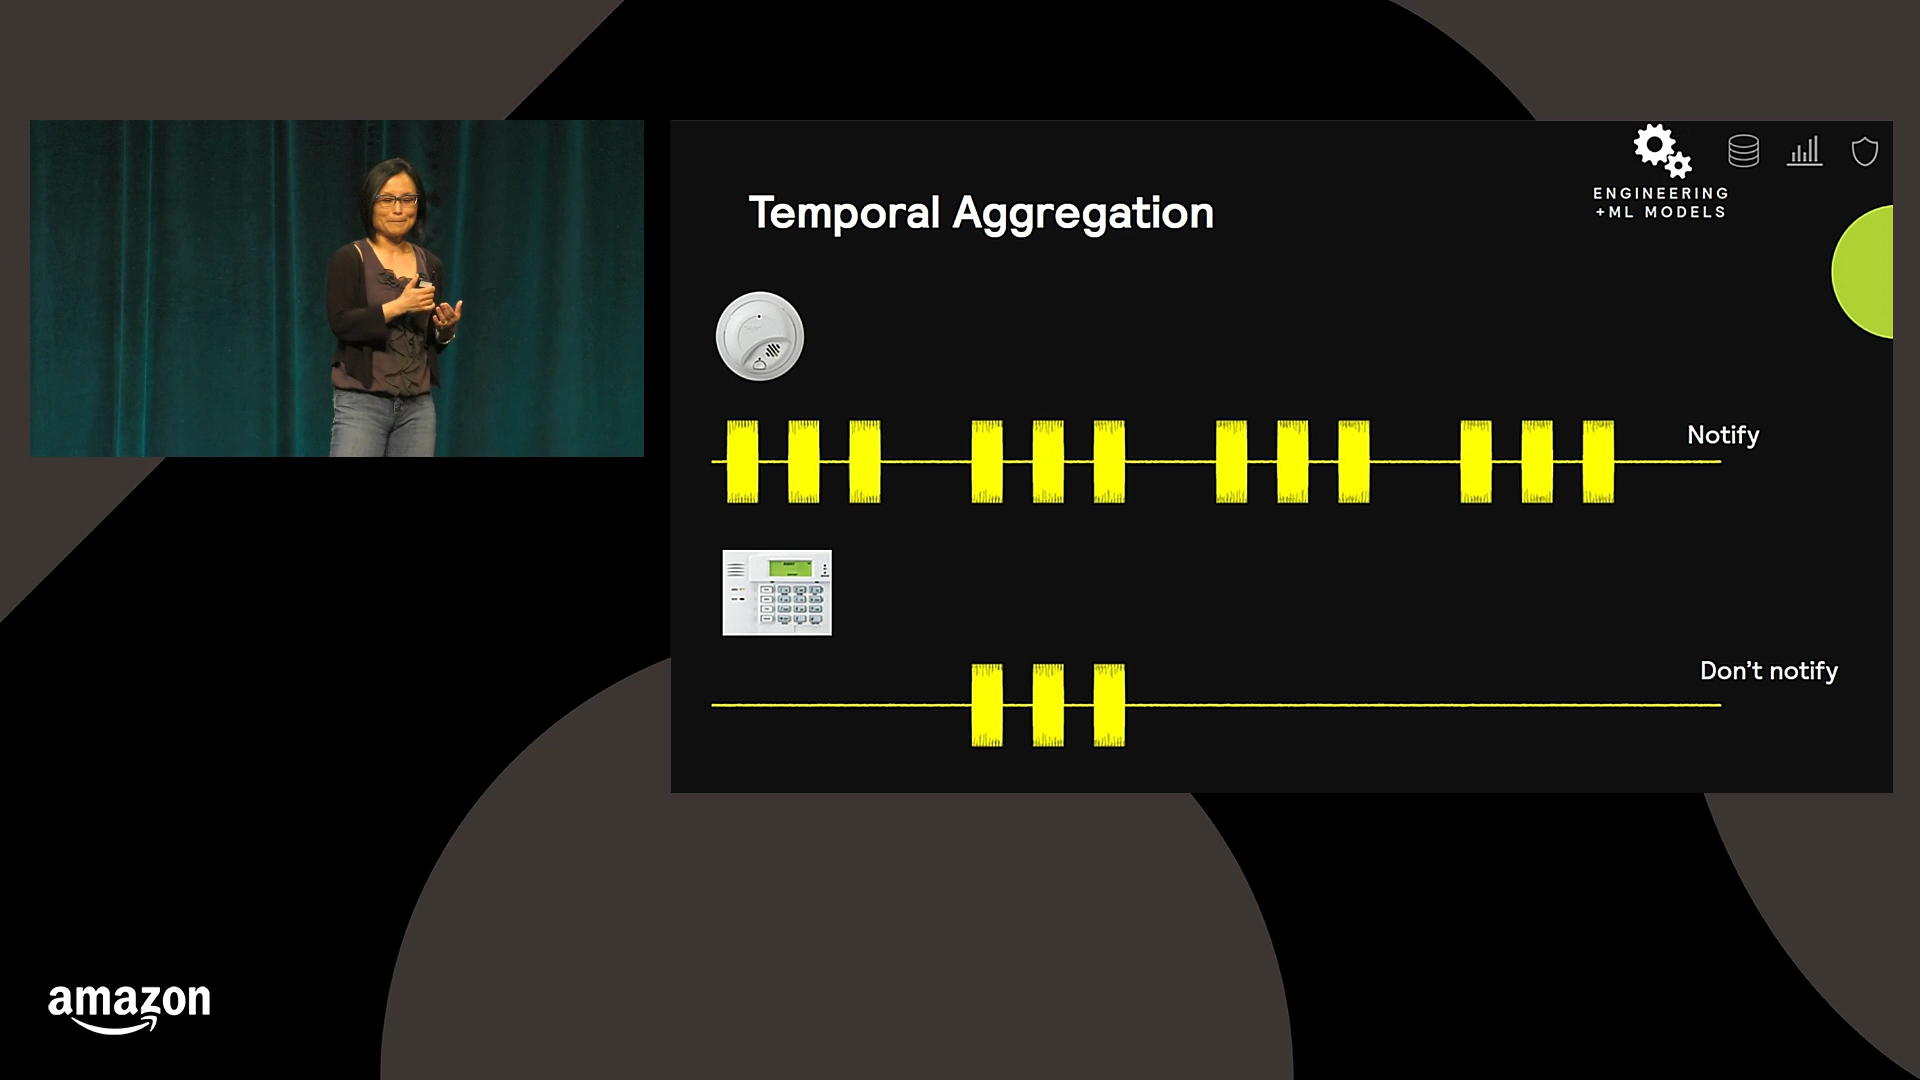 ENGINEERING
+ML MODELS
Temporal Aggregation
Notify
Don't notify
amazon